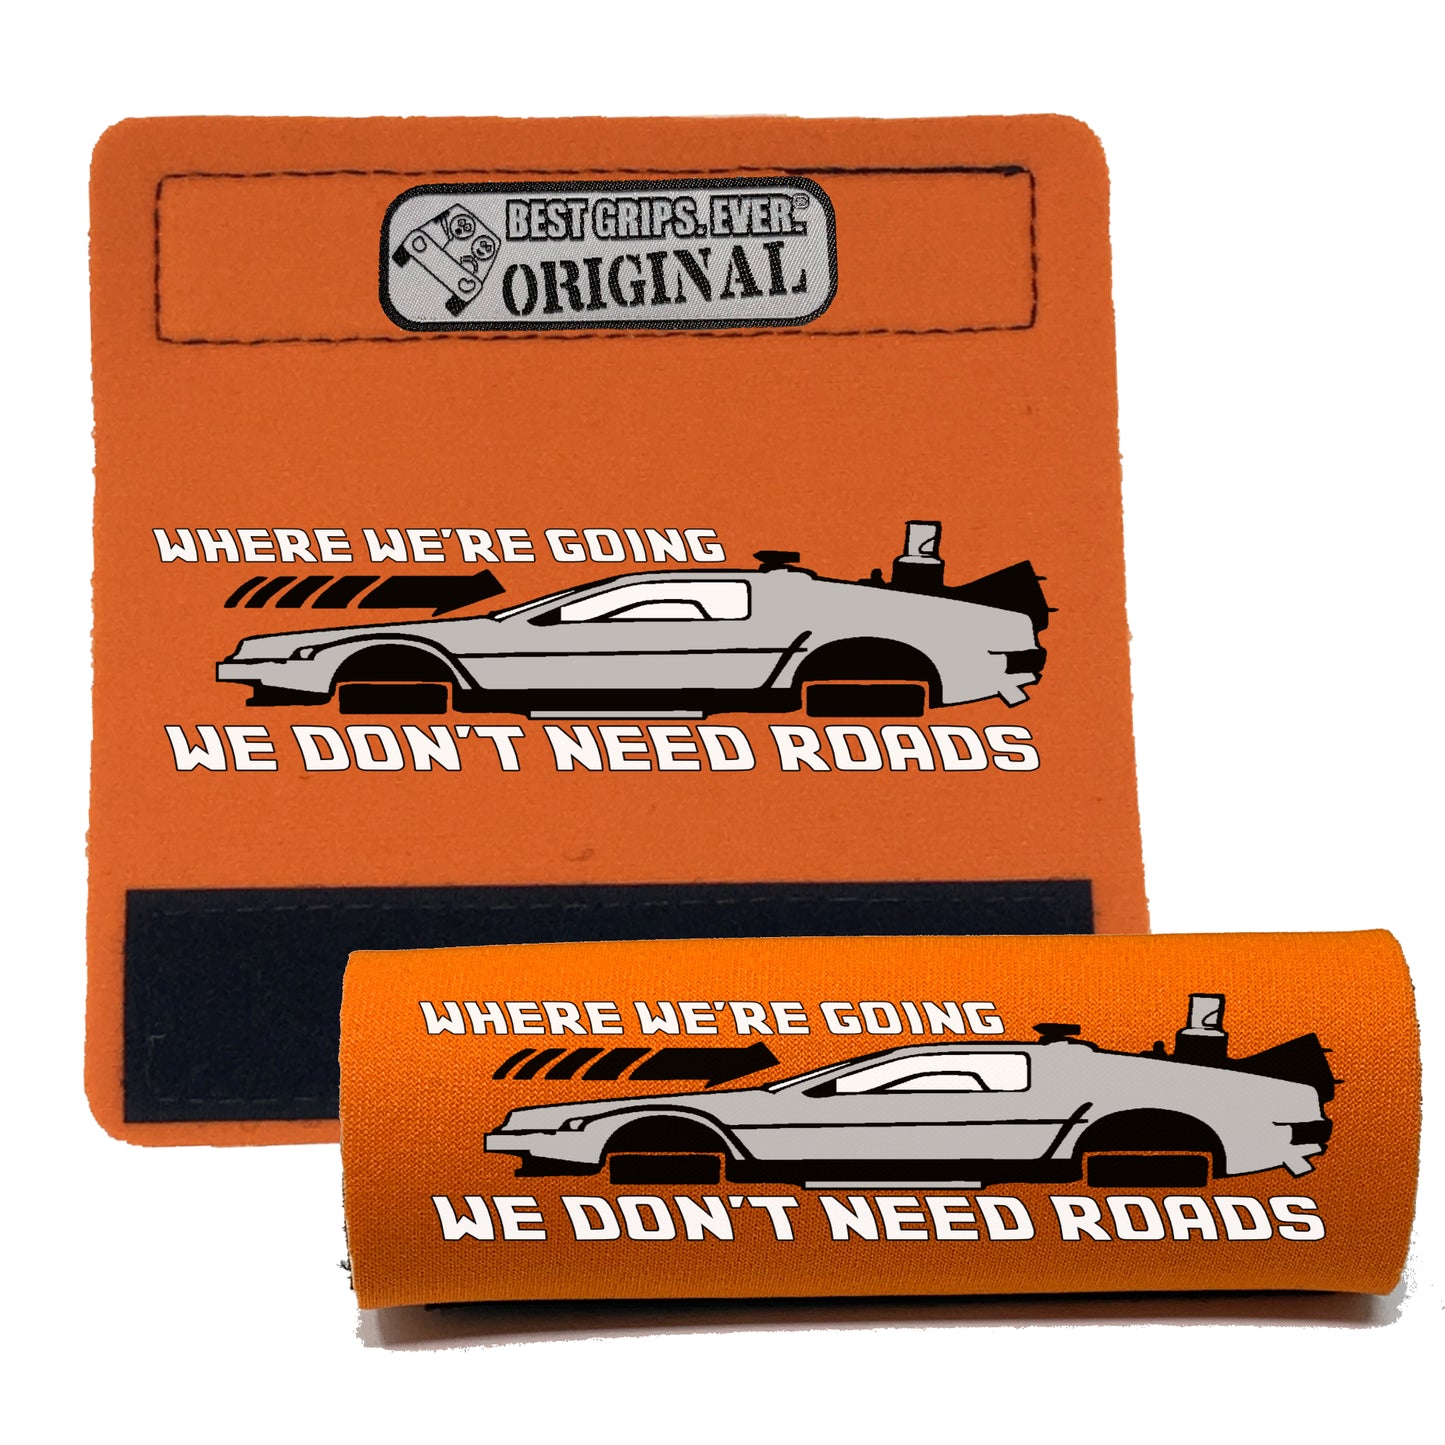 BEST GRIPS. EVER.®
ORIGINAL
WHERE WE'RE GOING
WE DON'T NEED ROADS
WHERE WE'RE GOING
WE DON'T NEED ROADS